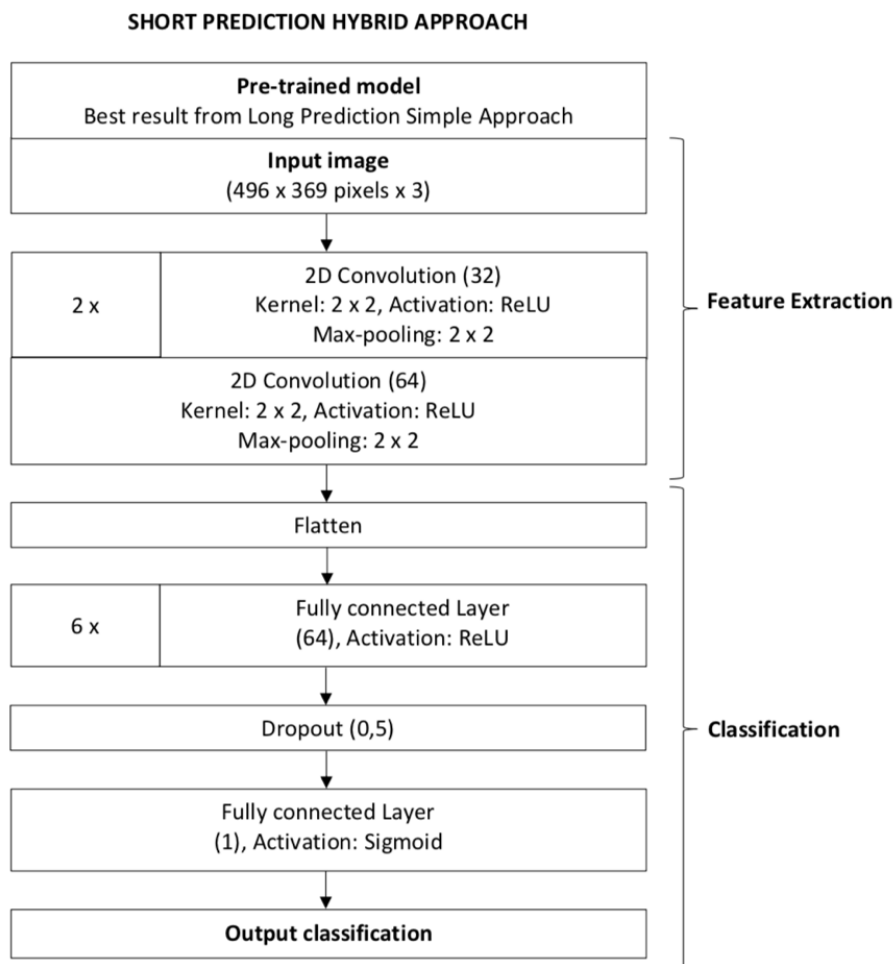 SHORT PREDICTION HYBRID APPROACH
Pre-trained model
Best result from Long Prediction Simple Approach
Input image
(496 x 369 pixels x 3)
2 x
2D Convolution (32)
Kernel: 2 x 2, Activation: ReLU
Max-pooling: 2 x 2
2D Convolution (64)
Kernel: 2 x 2, Activation: ReLU
Max-pooling: 2 x 2
Feature Extraction
Flatten
6 x
Fully connected Layer
(64), Activation: ReLU
Dropout (0,5)
Fully connected Layer
(1), Activation: Sigmoid
Output classification
Classification